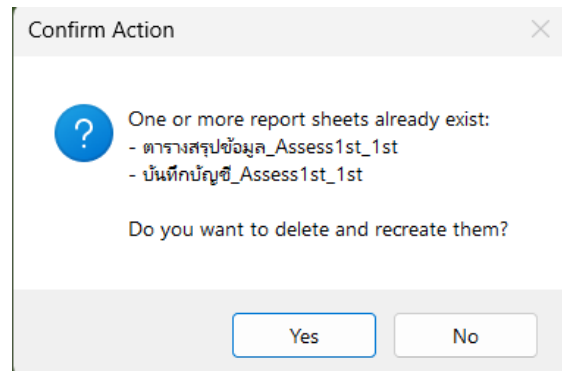 Confirm Action
One or more report sheets already exist:
- ตารางสรุปข้อมูล_Assess1st_1st
- บันทึกบัญชี_Assess1st_1st
Do you want to delete and recreate them?
Yes
No